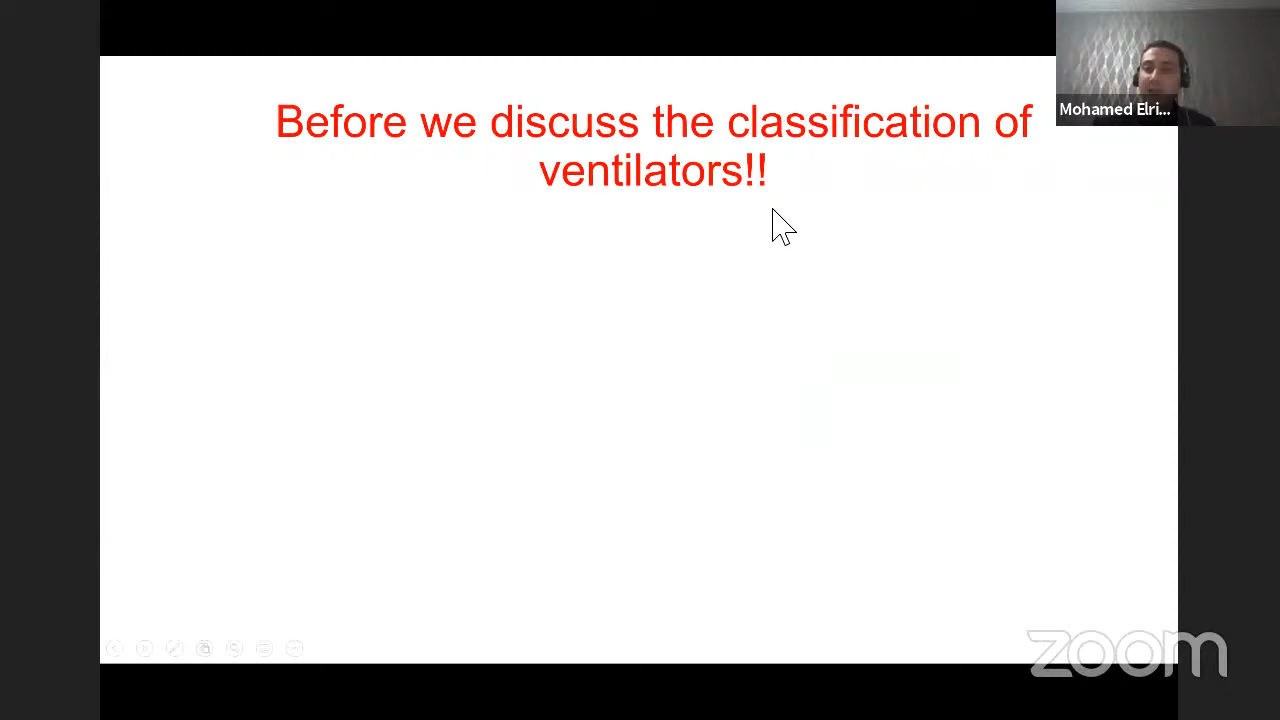 Before we discuss the classification of
ventilators!!
Mohamed Elri...
zoom